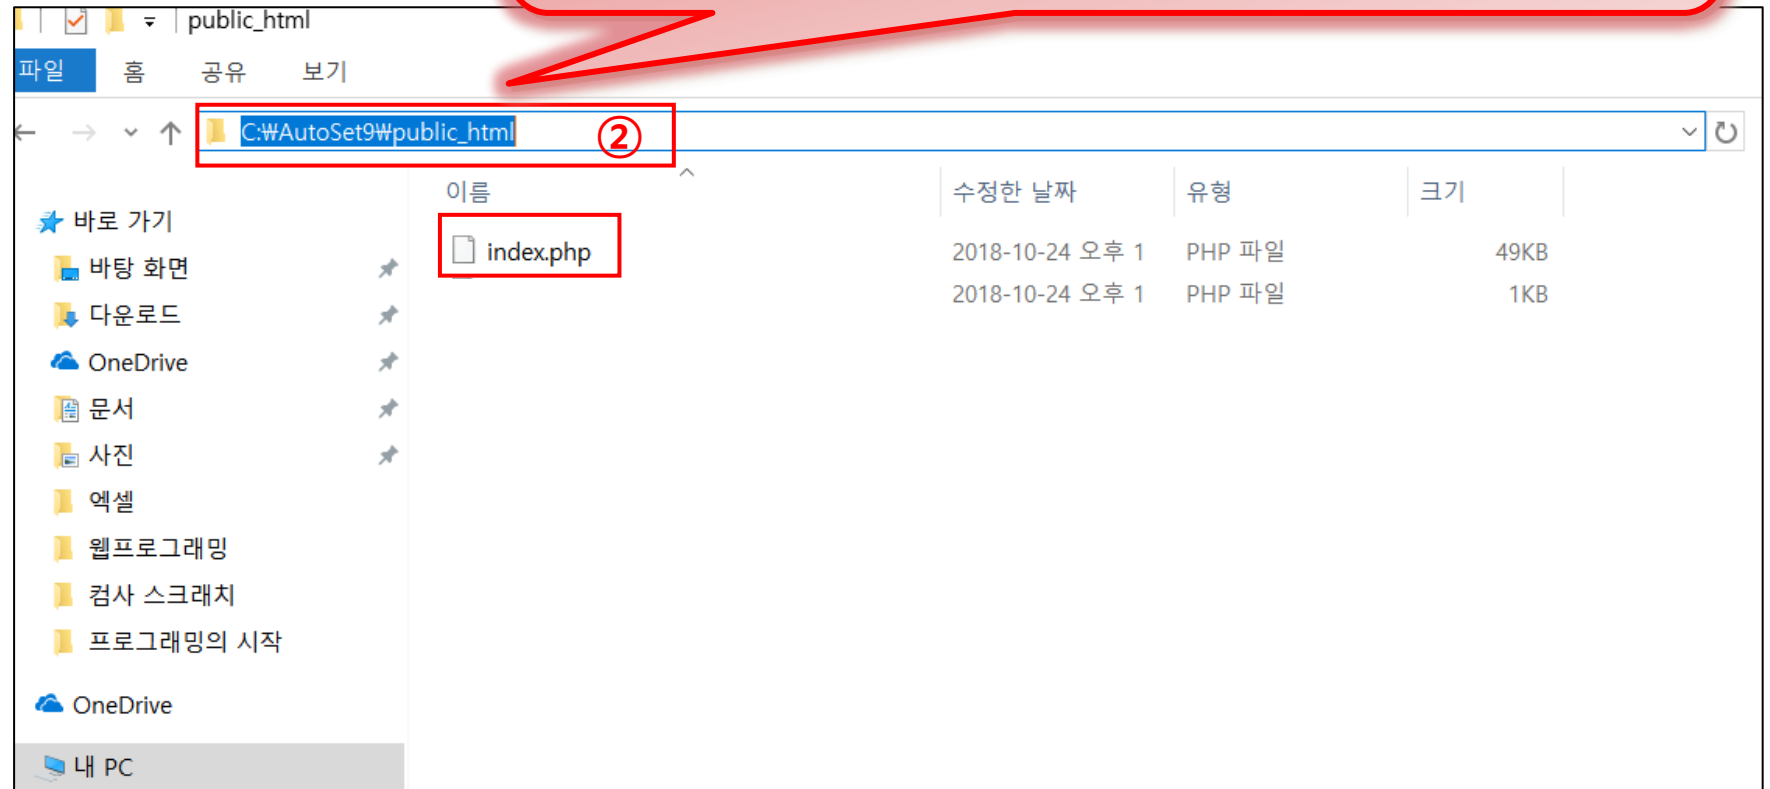 public_html
파일 홈 공유 보기
C:₩AutoSet9₩public_html ②
이름 수정한 날짜 유형 크기
바로 가기
index.php 2018-10-24 오후 1 PHP 파일 49KB
바탕 화면
2018-10-24 오후 1 PHP 파일 1KB
다운로드
OneDrive
문서
사진
엑셀
웹프로그래밍
컴사 스크래치
프로그래밍의 시작
OneDrive
내 PC